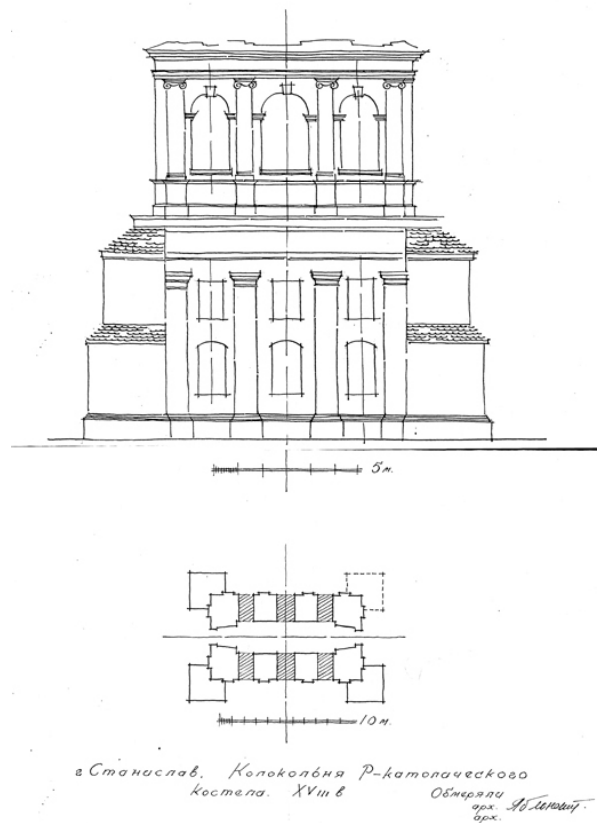 5 м.
10 м.
г Станислав. Колокольня Р-католического
костела. XVIII в
Обмеряли
арх.
арх.